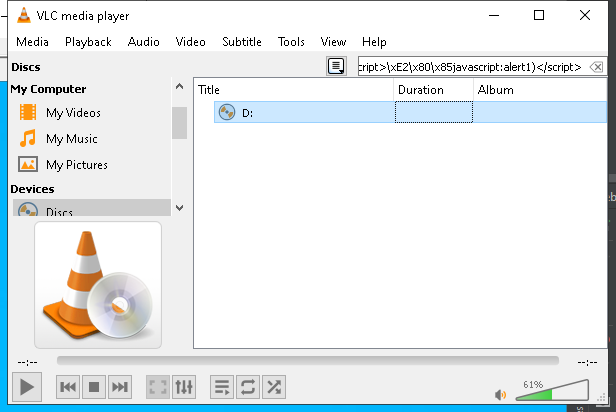 VLC media player
Media Playback Audio Video Subtitle Tools View Help
Discs
cript>\xE2\x80\x85javascript:alert1)</script>
My Computer
My Videos
My Music
My Pictures
Devices
Discs
Title Duration Album
D:
--:-- --:--
61%